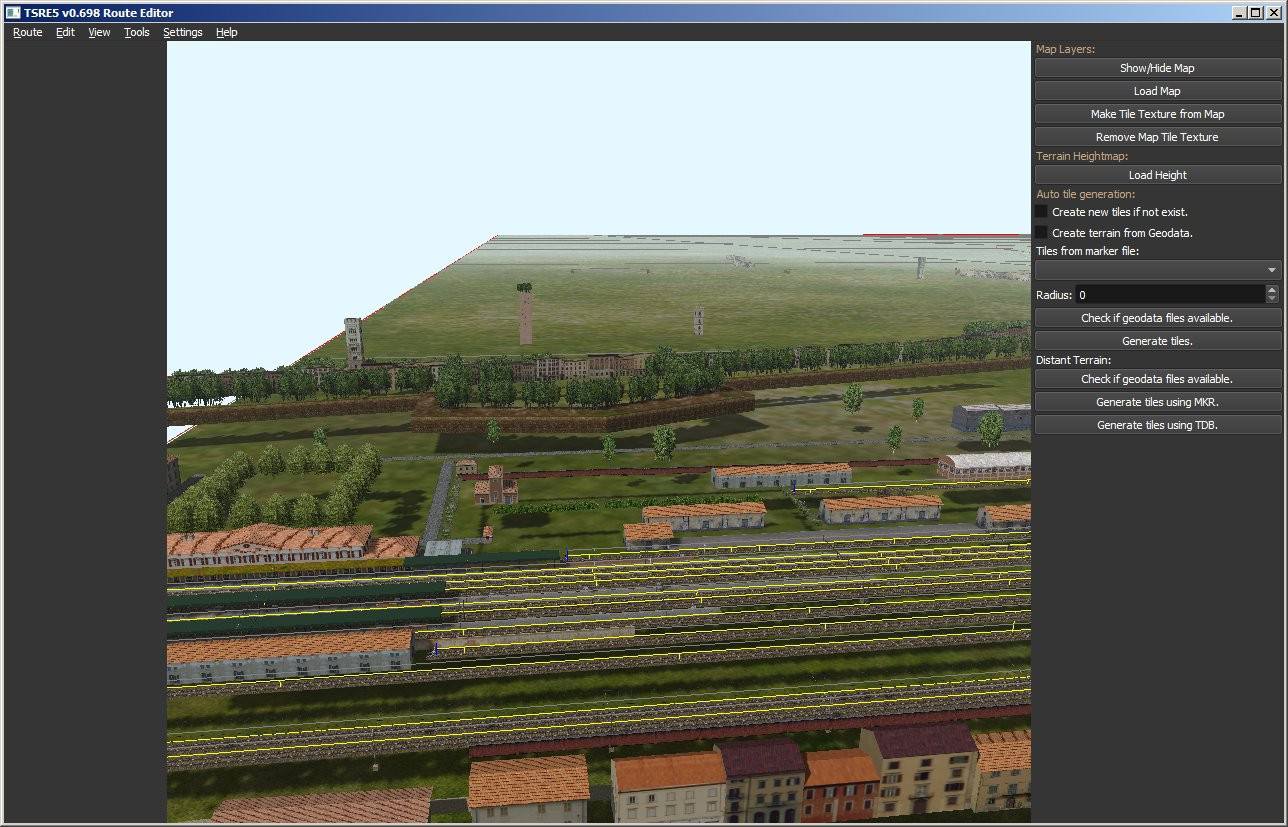 TSRE5 v0.698 Route Editor
Route Edit View Tools Settings Help
Map Layers:
Show/Hide Map
Load Map
Make Tile Texture from Map
Remove Map Tile Texture
Terrain Heightmap:
Load Height
Auto tile generation:
Create new tiles if not exist.
Create terrain from Geodata.
Tiles from marker file:
Radius: 0
Check if geodata files available.
Generate tiles.
Distant Terrain:
Check if geodata files available.
Generate tiles using MKR.
Generate tiles using TDB.